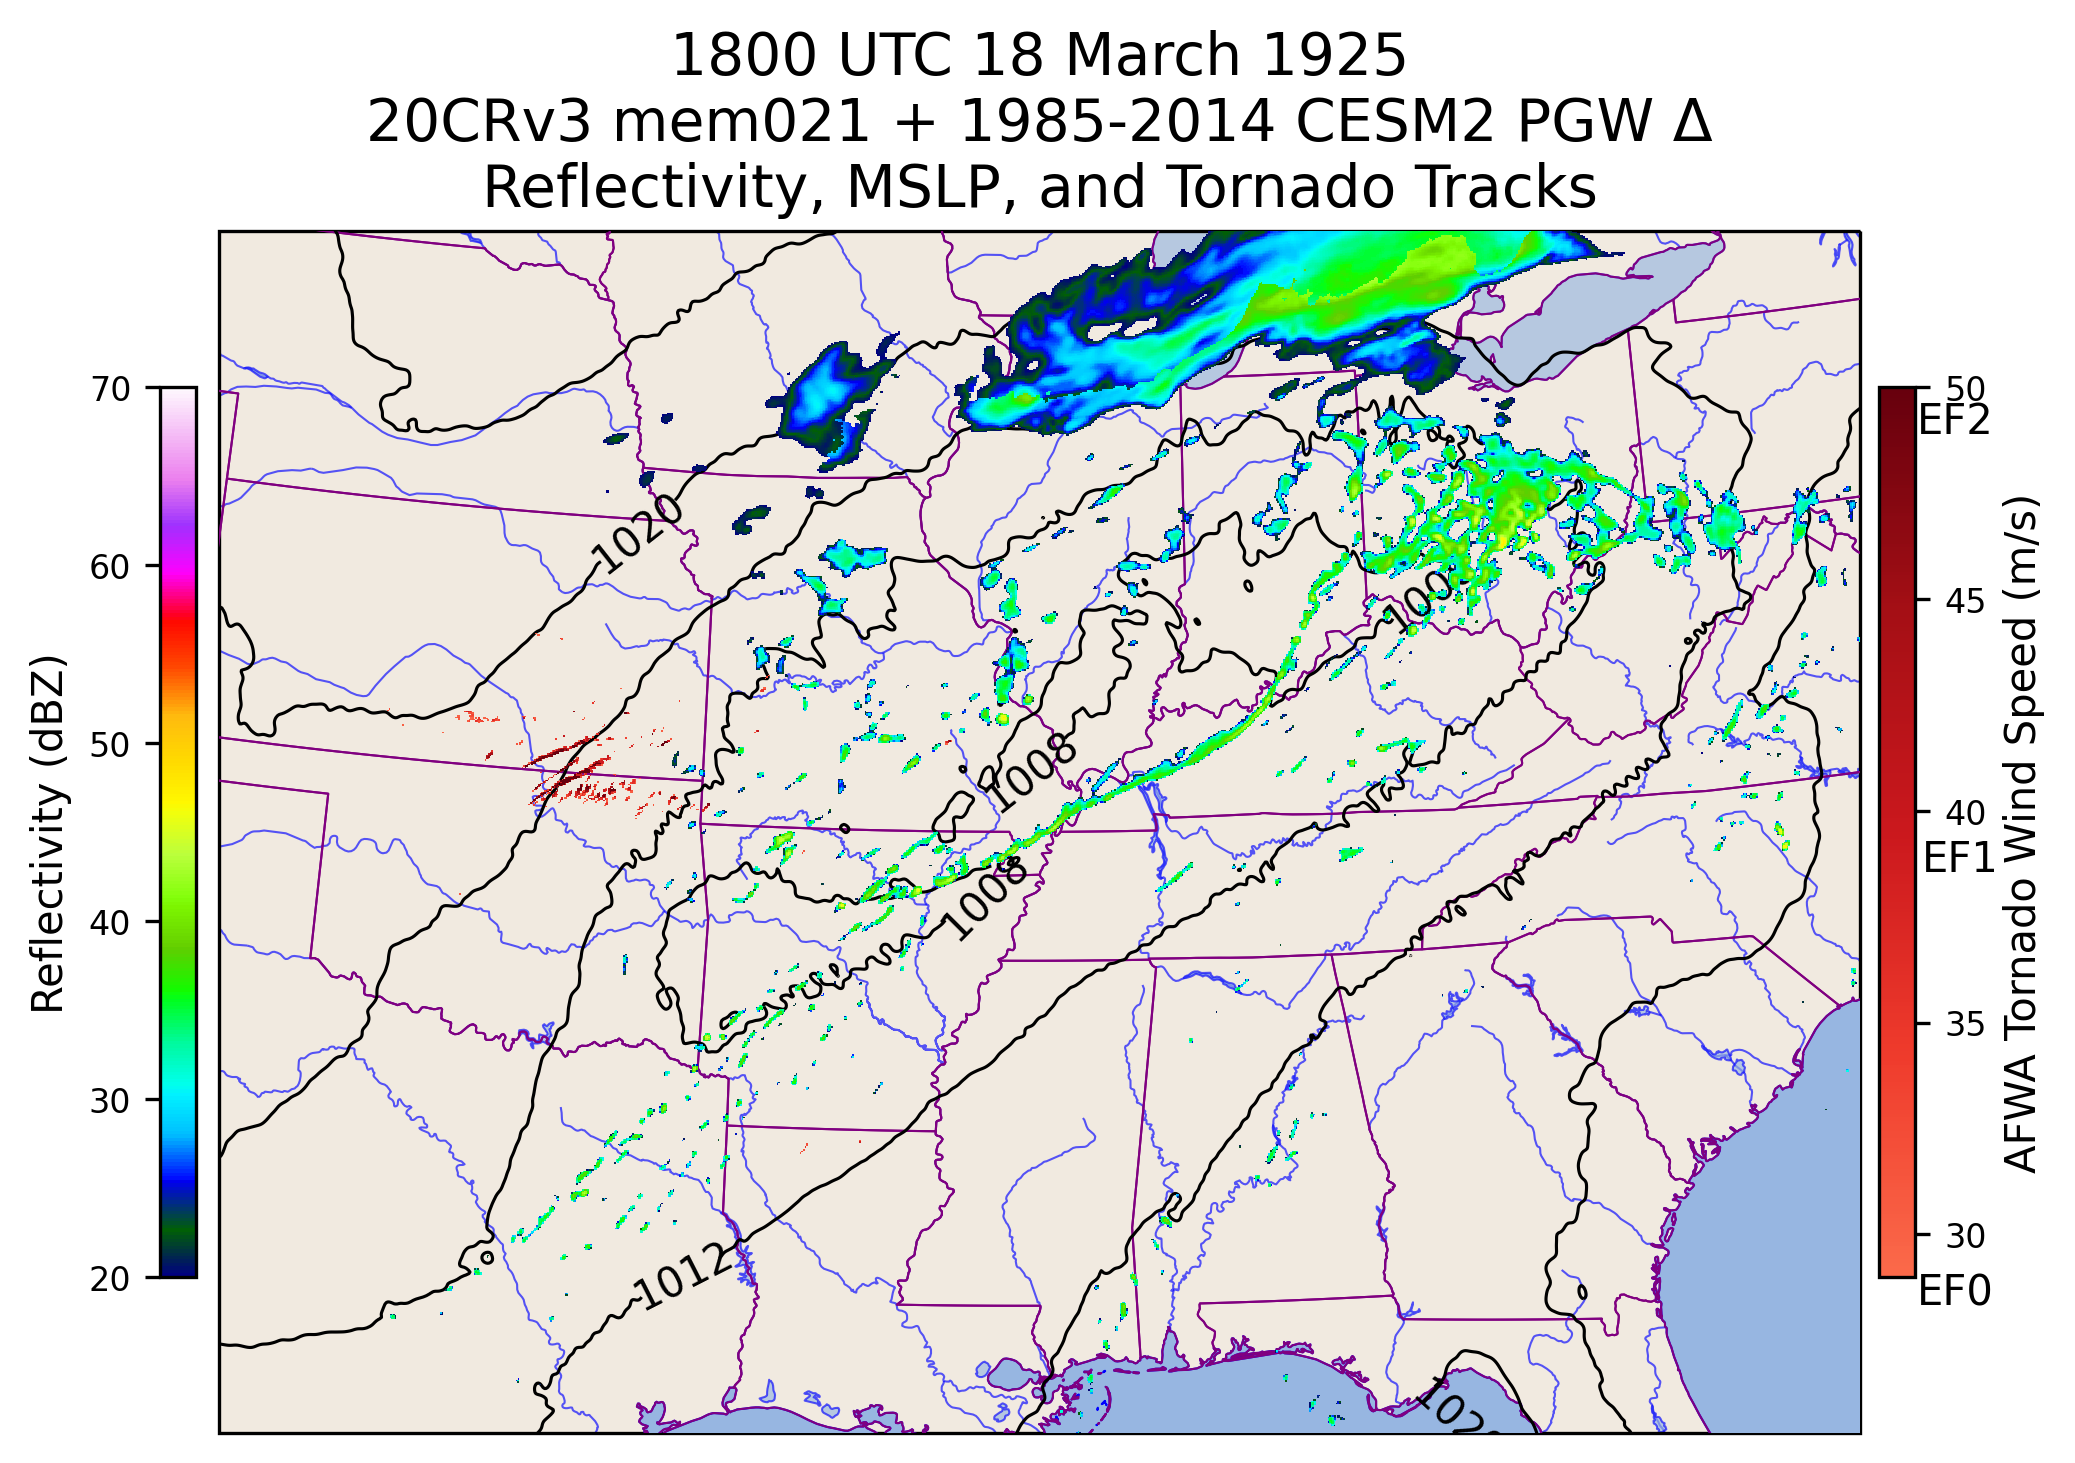 1800 UTC 18 March 1925
20CRv3 mem021 + 1985-2014 CESM2 PGW Δ
Reflectivity, MSLP, and Tornado Tracks
70
60
50
40
30
20
Reflectivity (dBZ)
1020
1008
1008
1012
50
EF2
45
40
EF1
35
30
EF0
AFWA Tornado Wind Speed (m/s)